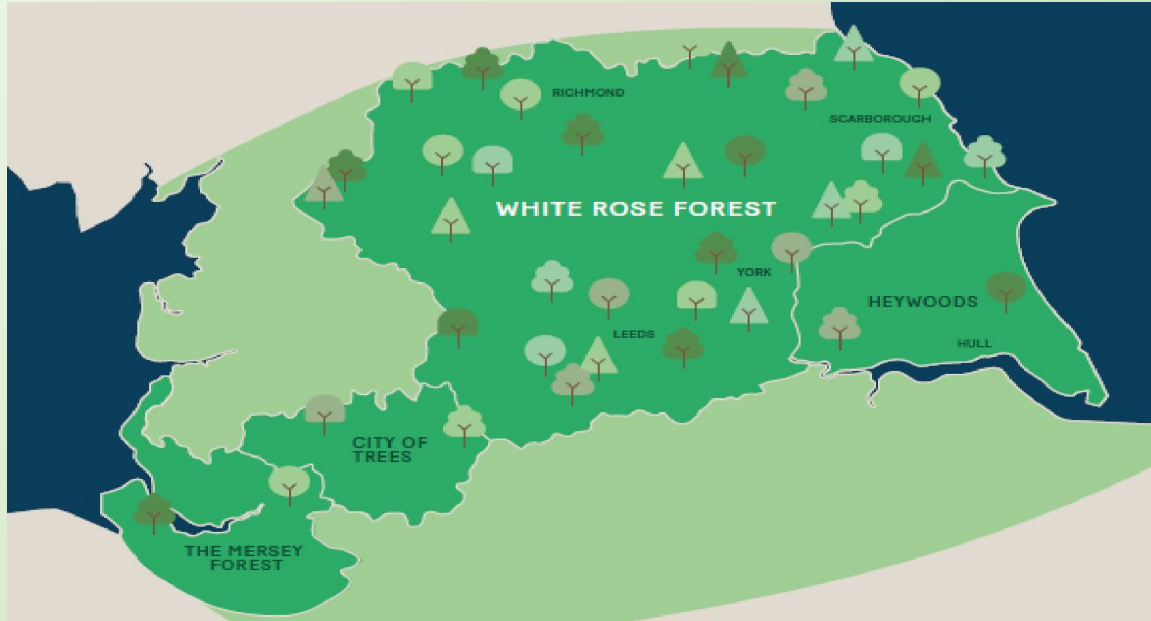 RICHMOND
SCARBOROUGH
WHITE ROSE FOREST
YORK
HEYWOODS
LEEDS
HULL
CITY OF
TREES
THE MERSEY
FOREST